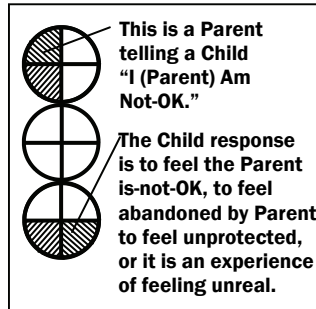 This is a Parent
telling a Child
“I (Parent) Am
Not-OK.”
The Child response
is to feel the Parent
is-not-OK, to feel
abandoned by Parent
to feel unprotected,
or it is an experience
of feeling unreal.